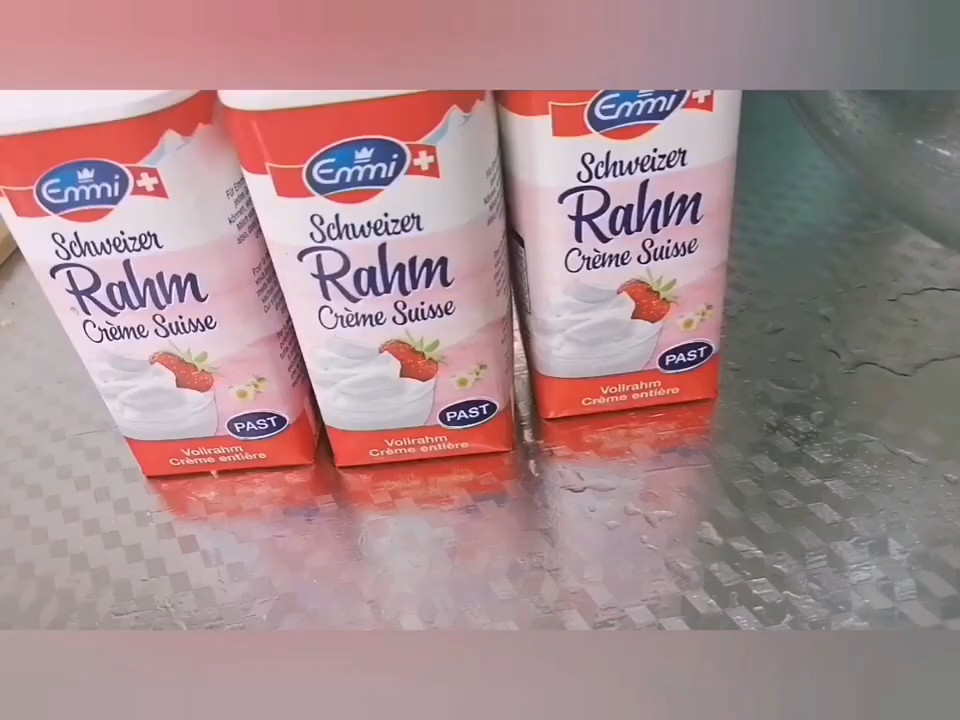 Emmi
Schweizer
Rahm
Crème Suisse
PAST
Vollrahm
Crème entière
Emmi
Schweizer
Rahm
Crème Suisse
PAST
Vollrahm
Crème entière
Emmi
Schweizer
Rahm
Crème Suisse
PAST
Vollrahm
Crème entière